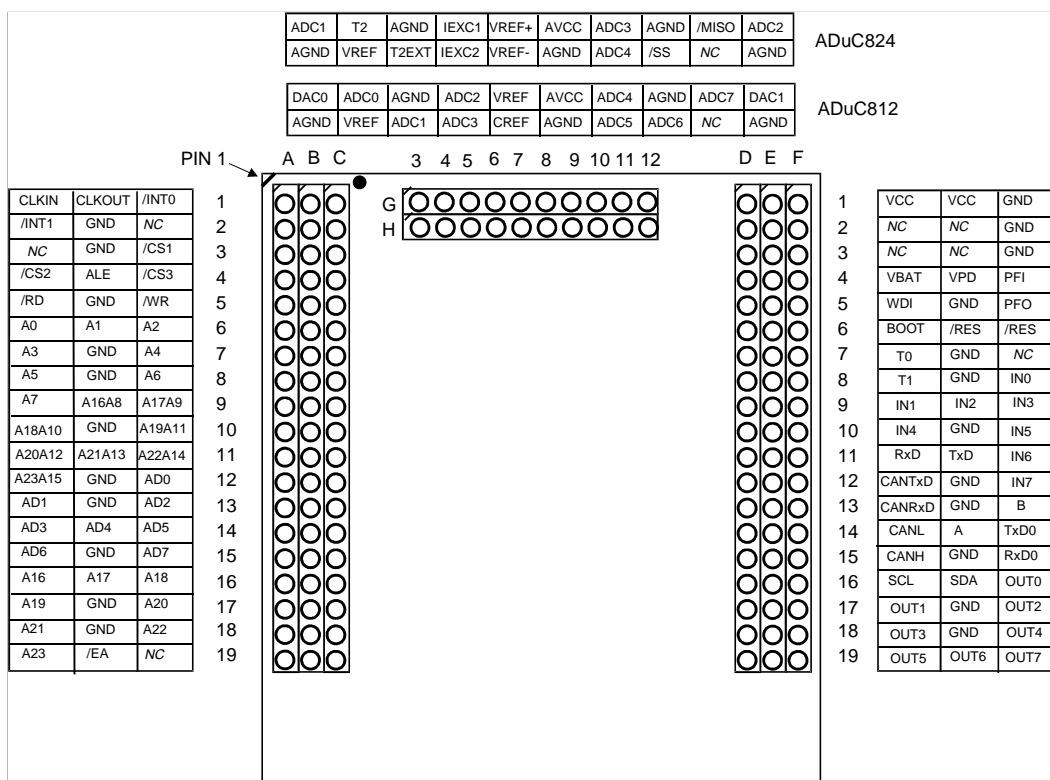 ADC1 T2 AGND IEXC1 VREF+ AVCC ADC3 AGND /MISO ADC2
AGND VREF T2EXT IEXC2 VREF- AGND ADC4 /SS NC AGND
ADuC824
DAC0 ADC0 AGND ADC2 VREF AVCC ADC4 AGND ADC7 DAC1
AGND VREF ADC1 ADC3 CREF AGND ADC5 ADC6 NC AGND
ADuC812
PIN 1 A B C 3 4 5 6 7 8 9 10 11 12 D E F
G
H
CLKIN CLKOUT /INT0 1 1 VCC VCC GND
/INT1 GND NC 2 2 NC NC GND
NC GND /CS1 3 3 NC NC GND
/CS2 ALE /CS3 4 4 VBAT VPD PFI
/RD GND /WR 5 5 WDI GND PFO
A0 A1 A2 6 6 BOOT /RES /RES
A3 GND A4 7 7 T0 GND NC
A5 GND A6 8 8 T1 GND IN0
A7 A16A8 A17A9 9 9 IN1 IN2 IN3
A18A10 GND A19A11 10 10 IN4 GND IN5
A20A12 A21A13 A22A14 11 11 RxD TxD IN6
A23A15 GND AD0 12 12 CANTxD GND IN7
AD1 GND AD2 13 13 CANRxD GND B
AD3 AD4 AD5 14 14 CANL A TxD0
AD6 GND AD7 15 15 CANH GND RxD0
A16 A17 A18 16 16 SCL SDA OUT0
A19 GND A20 17 17 OUT1 GND OUT2
A21 GND A22 18 18 OUT3 GND OUT4
A23 /EA NC 19 19 OUT5 OUT6 OUT7